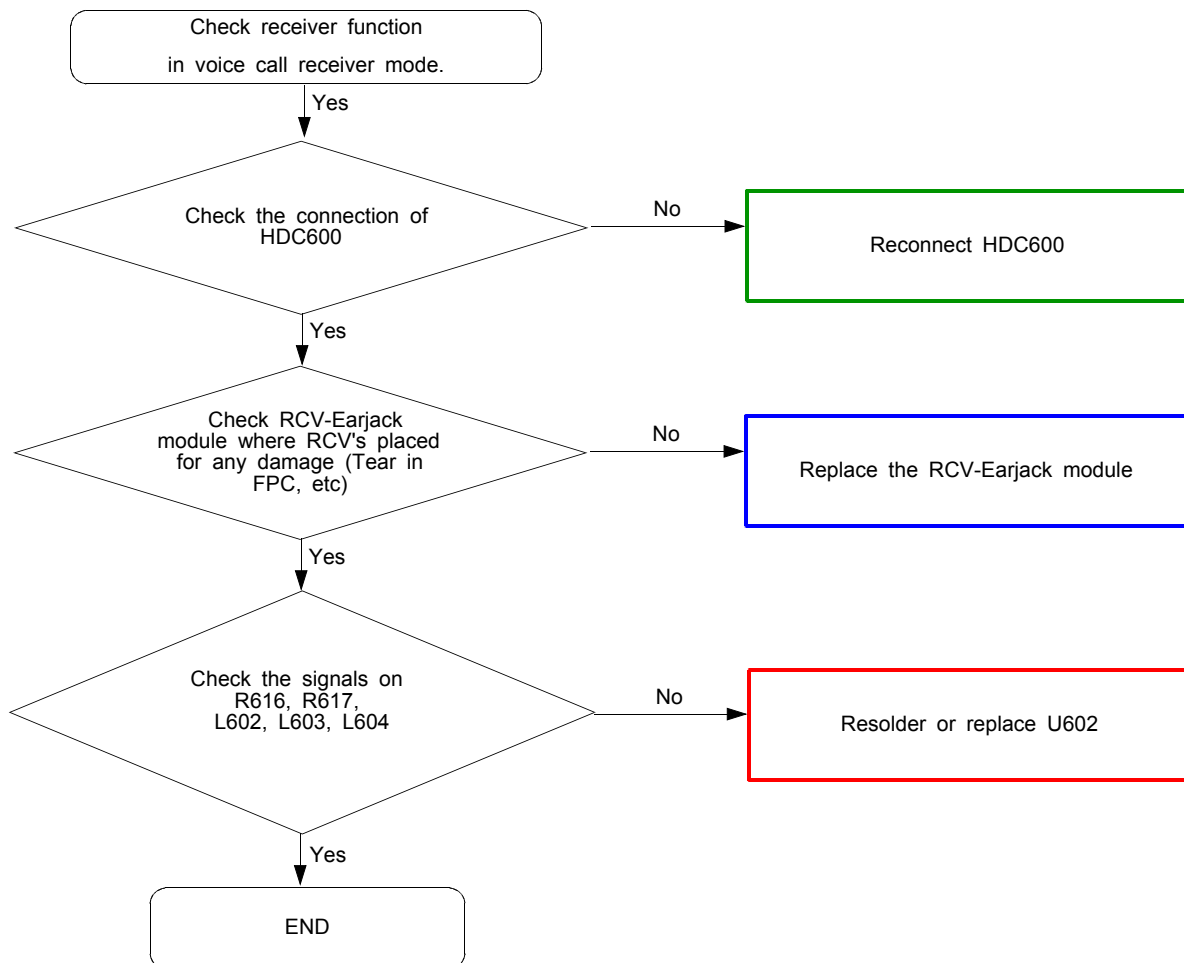 Check receiver function
in voice call receiver mode.
Yes
Check the connection of
HDC600
No
Reconnect HDC600
Yes
Check RCV-Earjack
module where RCV's placed
for any damage (Tear in
FPC, etc)
No
Replace the RCV-Earjack module
Yes
Check the signals on
R616, R617,
L602, L603, L604
No
Resolder or replace U602
Yes
END